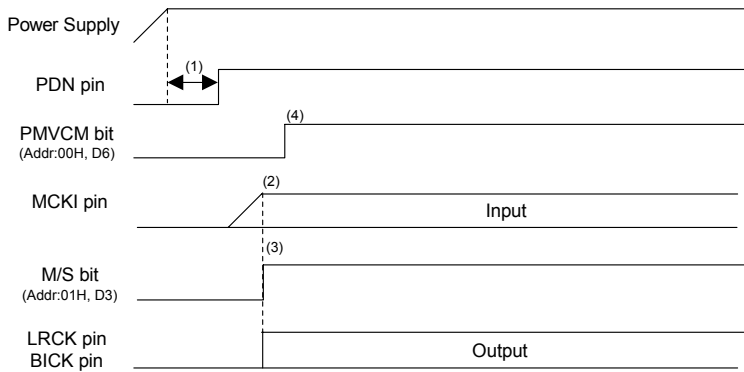 Power Supply
(1)
PDN pin
(4)
PMVCM bit
(Addr:00H, D6)
(2)
MCKI pin
Input
(3)
M/S bit
(Addr:01H, D3)
LRCK pin
BICK pin
Output